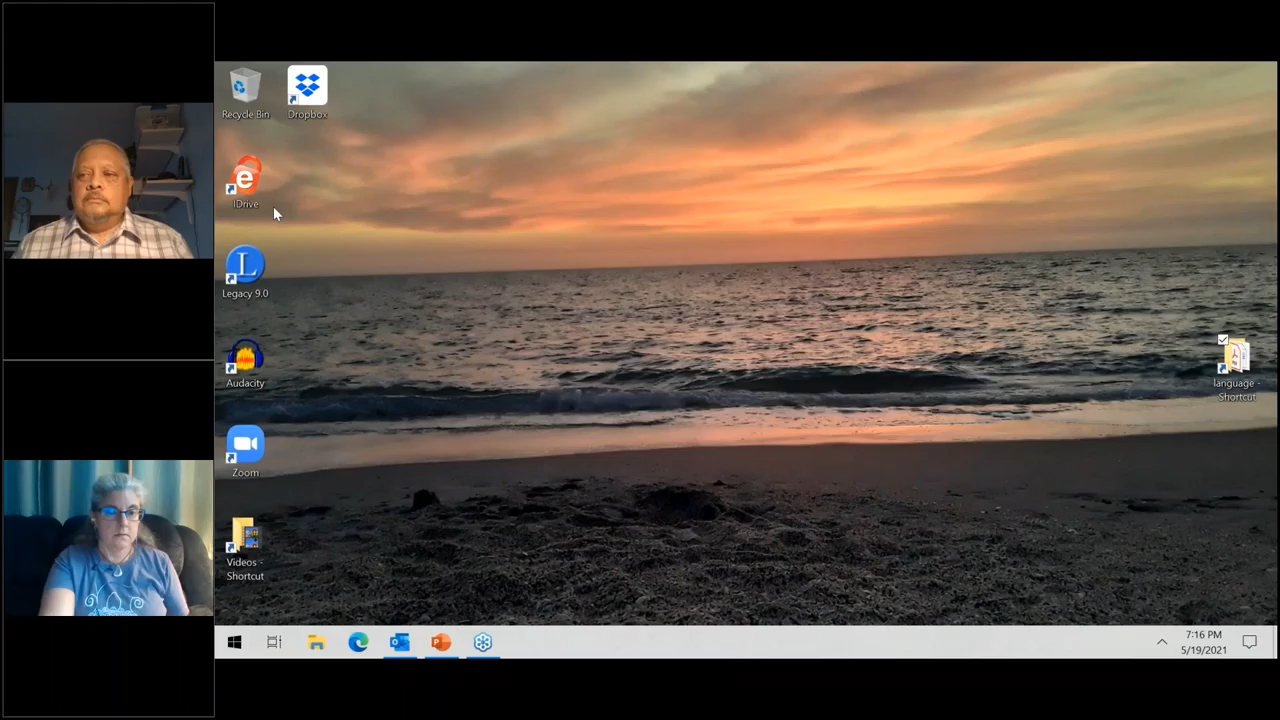 Recycle Bin
Dropbox
e
IDrive
L
Legacy 9.0
Audacity
Zoom
Videos -
Shortcut
language -
Shortcut
7:16 PM
5/19/2021